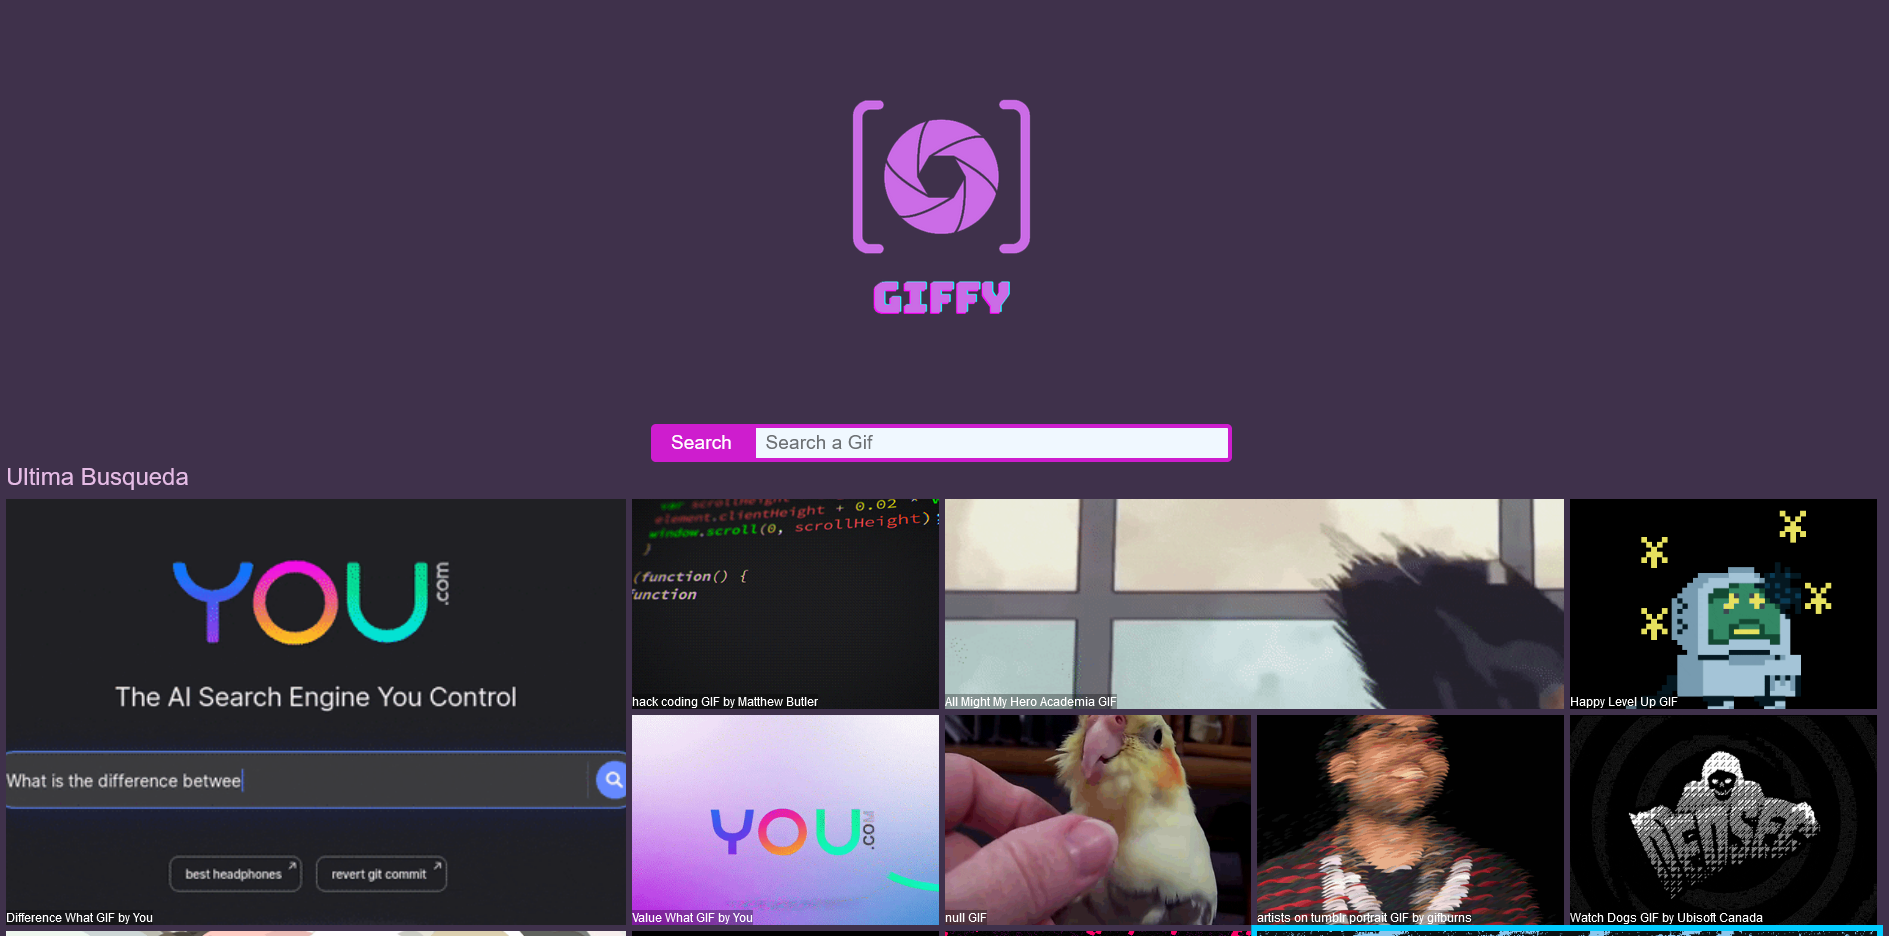 GIFFY
Search
Search a Gif
Ultima Busqueda
YOU.com
The AI Search Engine You Control
What is the difference betwee
best headphones
revert git commit
Difference What GIF by You
var scrollHeight
element.clientHeight + 0.02
window.scroll(0, scrollHeight)
}
(function() {
function
hack coding GIF by Matthew Butler
All Might My Hero Academia GIF
Happy Level Up GIF
YOU.COM
Value What GIF by You
null GIF
artists on tumblr portrait GIF by gifburns
DEDSEC
Watch Dogs GIF by Ubisoft Canada